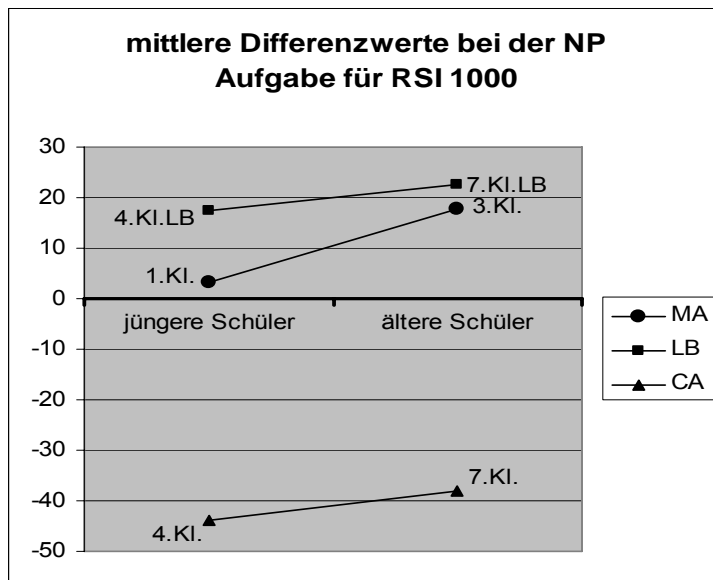 mittlere Differenzwerte bei der NP
Aufgabe für RSI 1000
30
20
10
0
-10
-20
-30
-40
-50
4.Kl.LB
7.Kl.LB
3.Kl.
1.Kl.
jüngere Schüler
ältere Schüler
7.Kl.
4.Kl.
MA
LB
CA